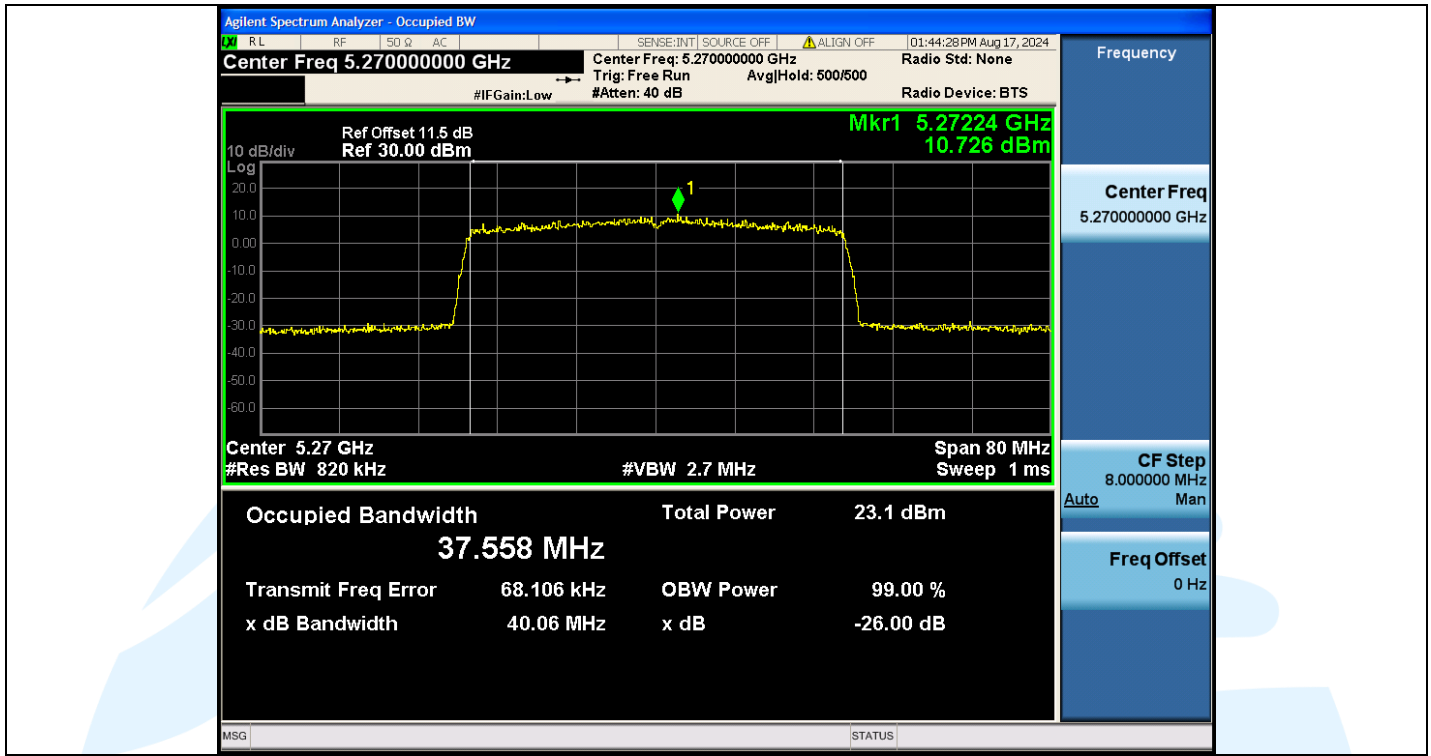 Agilent Spectrum Analyzer - Occupied BW
LXI RL RF 50 Ω AC SENSE:INT SOURCE OFF ALIGN OFF 01:44:28 PM Aug 17, 2024
Center Freq 5.270000000 GHz
Center Freq: 5.270000000 GHz Radio Std: None
Trig: Free Run Avg|Hold: 500/500
#IFGain:Low #Atten: 40 dB Radio Device: BTS
Mkr1 5.27224 GHz
10.726 dBm
Ref Offset 11.5 dB
10 dB/div Ref 30.00 dBm
Log
20.0
10.0
0.00
-10.0
-20.0
-30.0
-40.0
-50.0
-60.0
1
Center 5.27 GHz Span 80 MHz
#Res BW 820 kHz #VBW 2.7 MHz Sweep 1 ms
Occupied Bandwidth Total Power 23.1 dBm
37.558 MHz
Transmit Freq Error 68.106 kHz OBW Power 99.00 %
x dB Bandwidth 40.06 MHz x dB -26.00 dB
MSG STATUS
Frequency
Center Freq
5.270000000 GHz
CF Step
8.000000 MHz
Auto Man
Freq Offset
0 Hz